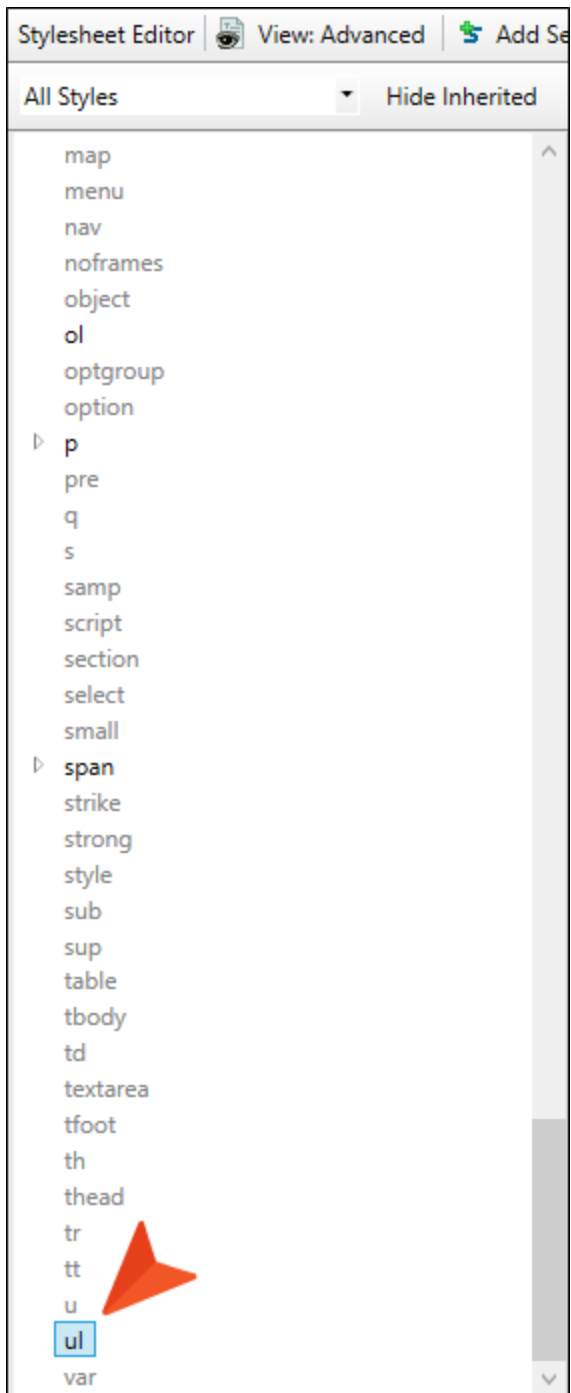 Stylesheet Editor View: Advanced Add Se
All Styles Hide Inherited
map
menu
nav
noframes
object
ol
optgroup
option
p
pre
q
s
samp
script
section
select
small
span
strike
strong
style
sub
sup
table
tbody
td
textarea
tfoot
th
thead
tr
tt
u
ul
var